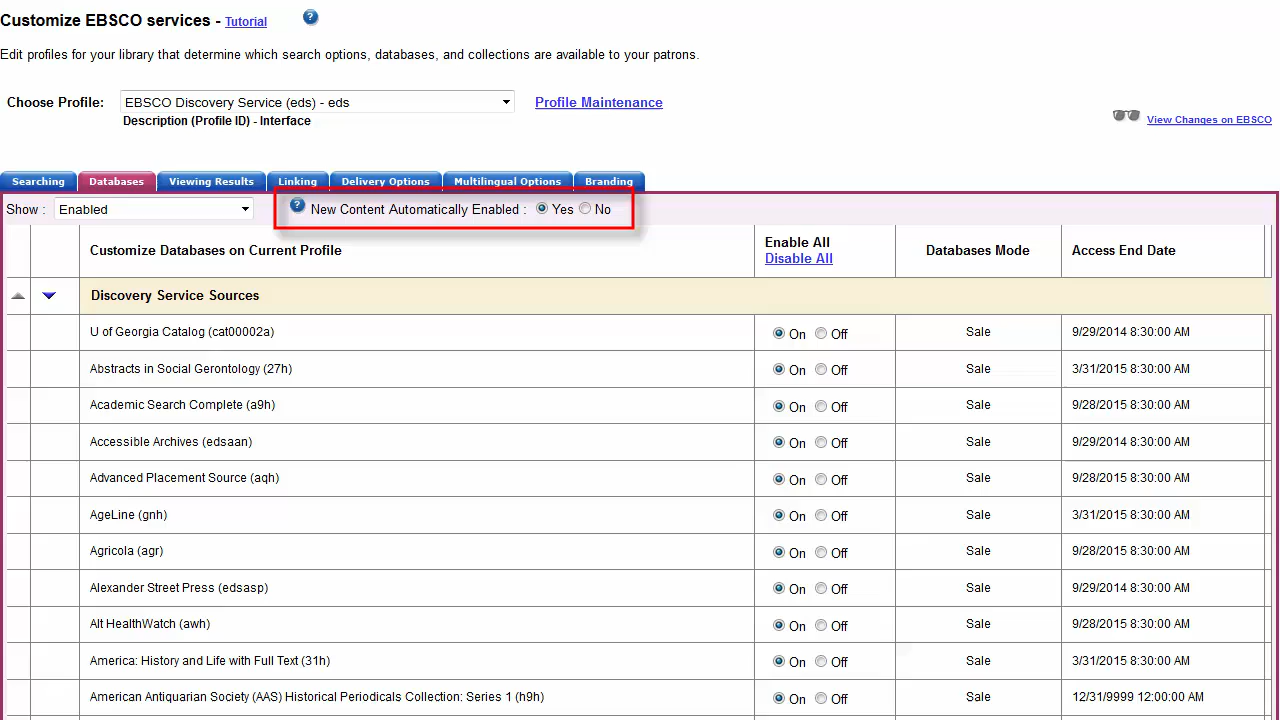 Customize EBSCO services - Tutorial ?
Edit profiles for your library that determine which search options, databases, and collections are available to your patrons.
Choose Profile: EBSCO Discovery Service (eds) - eds Profile Maintenance
Description (Profile ID) - Interface
View Changes on EBSCO
Searching Databases Viewing Results Linking Delivery Options Multilingual Options Branding
Show : Enabled ? New Content Automatically Enabled : Yes No
Customize Databases on Current Profile Enable All Disable All Databases Mode Access End Date
Discovery Service Sources
U of Georgia Catalog (cat00002a) On Off Sale 9/29/2014 8:30:00 AM
Abstracts in Social Gerontology (27h) On Off Sale 3/31/2015 8:30:00 AM
Academic Search Complete (a9h) On Off Sale 9/28/2015 8:30:00 AM
Accessible Archives (edsaan) On Off Sale 9/29/2014 8:30:00 AM
Advanced Placement Source (aqh) On Off Sale 9/28/2015 8:30:00 AM
AgeLine (gnh) On Off Sale 3/31/2015 8:30:00 AM
Agricola (agr) On Off Sale 9/28/2015 8:30:00 AM
Alexander Street Press (edsasp) On Off Sale 9/29/2014 8:30:00 AM
Alt HealthWatch (awh) On Off Sale 9/28/2015 8:30:00 AM
America: History and Life with Full Text (31h) On Off Sale 3/31/2015 8:30:00 AM
American Antiquarian Society (AAS) Historical Periodicals Collection: Series 1 (h9h) On Off Sale 12/31/9999 12:00:00 AM